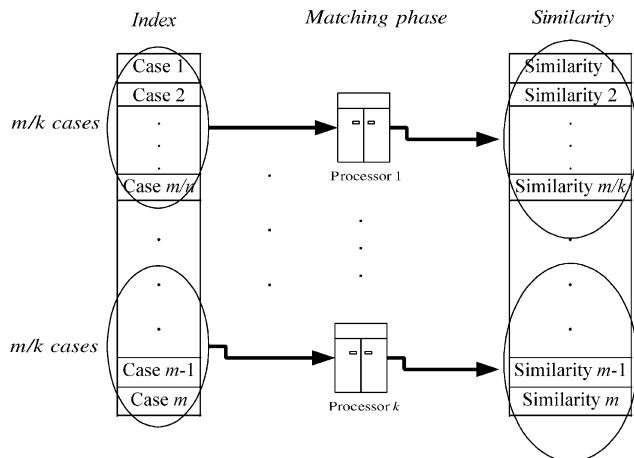 Index
Matching phase
Similarity
Case 1
Case 2
Case m/n
m/k cases
Processor 1
Similarity 1
Similarity 2
Similarity m/k
m/k cases
Case m-1
Case m
Processor k
Similarity m-1
Similarity m